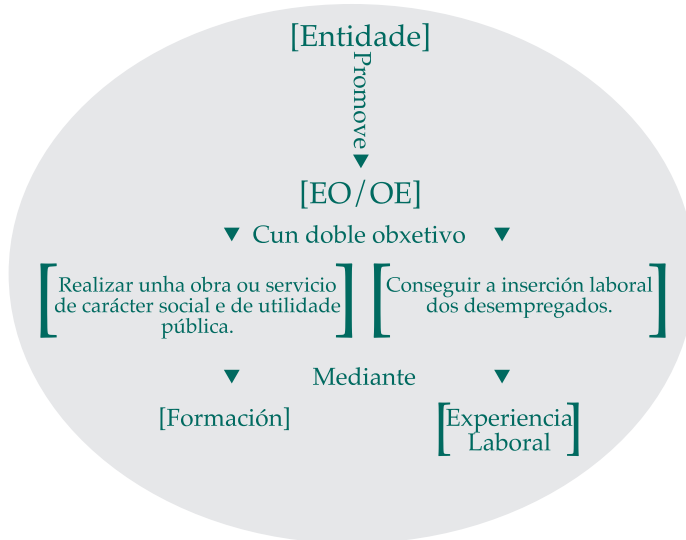 [Entidade]
Promove
[EO/OE]
Cun doble obxetivo
[Realizar unha obra ou servicio
de carácter social e de utilidade
pública.]
[Conseguir a inserción laboral
dos desempregados.]
Mediante
[Formación]
[Experiencia
Laboral]